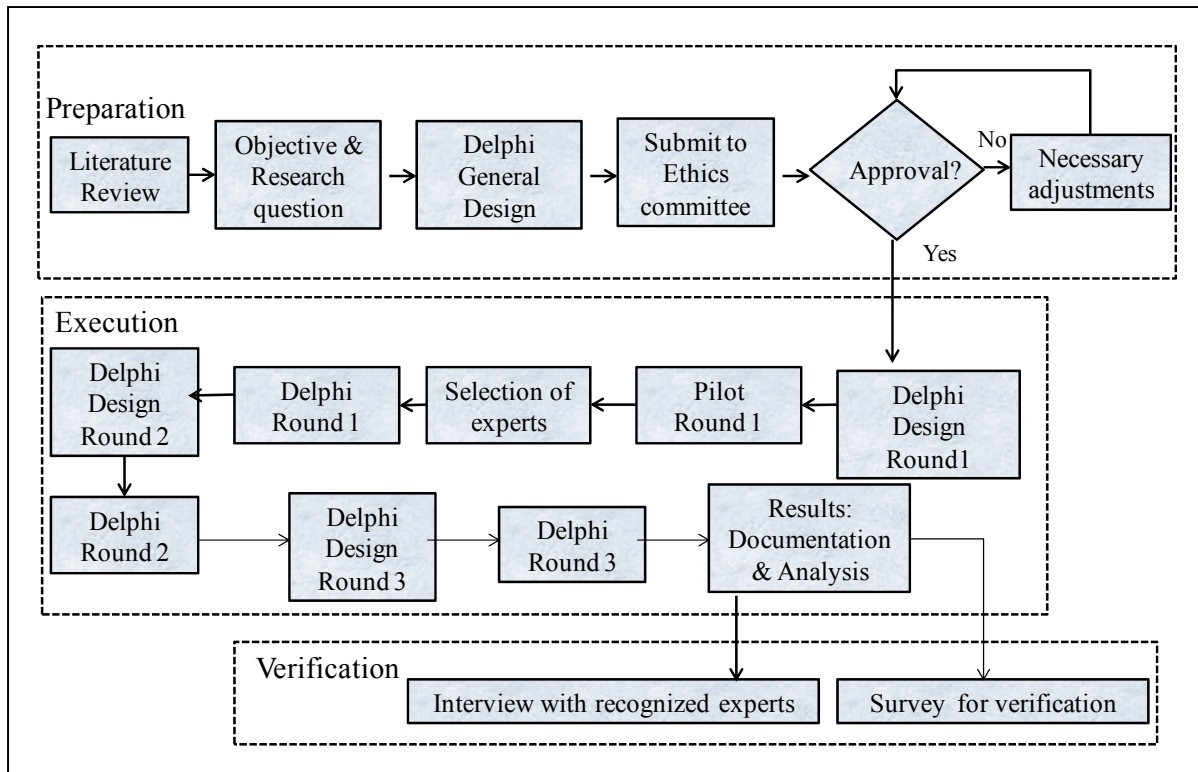 Preparation
Literature
Review
Objective &
Research
question
Delphi
General
Design
Submit to
Ethics
committee
Approval?
No
Necessary
adjustments
Yes
Execution
Delphi
Design
Round1
Pilot
Round 1
Selection of
experts
Delphi
Round 1
Delphi
Design
Round 2
Delphi
Round 2
Delphi
Design
Round 3
Delphi
Round 3
Results:
Documentation
& Analysis
Verification
Interview with recognized experts
Survey for verification